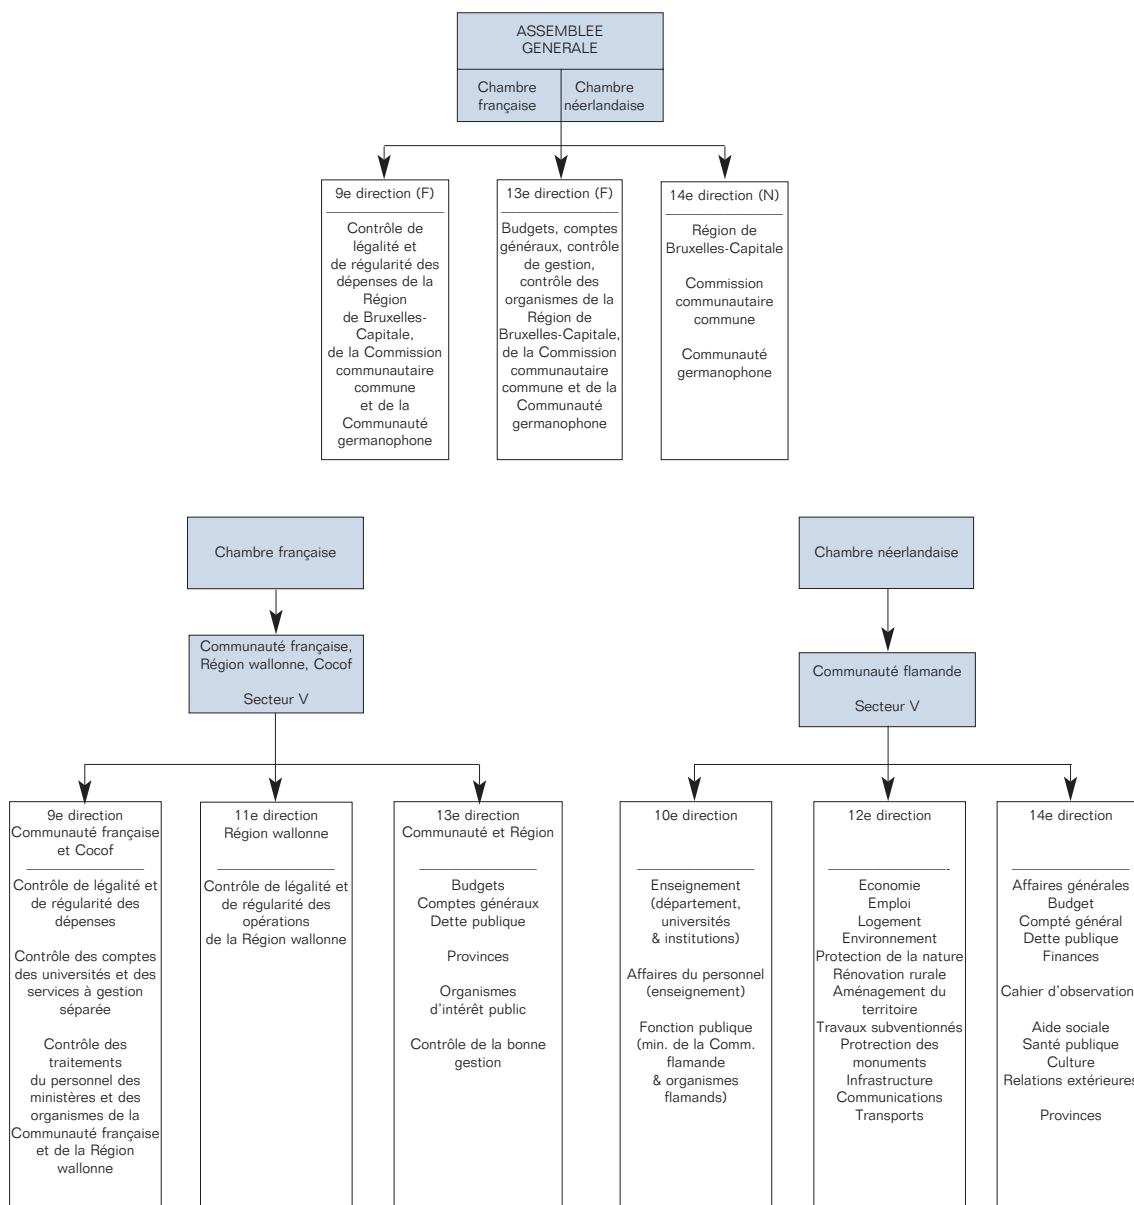 ASSEMBLEE
GENERALE
Chambre
française
Chambre
néerlandaise
9e direction (F)
Contrôle de
légalité et
de régularité des
dépenses de la
Région
de Bruxelles-
Capitale,
de la Commission
communautaire
commune
et de la
Communauté
germanophone
13e direction (F)
Budgets, comptes
généraux, contrôle
de gestion,
contrôle des
organismes de la
Région de
Bruxelles-Capitale,
de la Commission
communautaire
commune et de la
Communauté
germanophone
14e direction (N)
Région de
Bruxelles-Capitale
Commission
communautaire
commune
Communauté
germanophone
Chambre française
Communauté française,
Région wallonne, Cocof
Secteur V
9e direction
Communauté française
et Cocof
Contrôle de légalité et
de régularité des
dépenses
Contrôle des comptes
des universités et des
services à gestion
séparée
Contrôle des
traitements
du personnel des
ministères et des
organismes de la
Communauté française
et de la Région
wallonne
11e direction
Région wallonne
Contrôle de légalité et
de régularité des
opérations
de la Région wallonne
13e direction
Communauté et Région
Budgets
Comptes généraux
Dette publique
Provinces
Organismes
d'intérêt public
Contrôle de la bonne
gestion
Chambre néerlandaise
Communauté flamande
Secteur V
10e direction
Enseignement
(département,
universités
& institutions)
Affaires du personnel
(enseignement)
Fonction publique
(min. de la Comm.
flamande
& organismes
flamands)
12e direction
Economie
Emploi
Logement
Environnement
Protection de la nature
Rénovation rurale
Aménagement du
territoire
Travaux subventionnés
Protrection des
monuments
Infrastructure
Communications
Transports
14e direction
Affaires générales
Budget
Compté général
Dette publique
Finances
Cahier d'observation
Aide sociale
Santé publique
Culture
Relations extérieures
Provinces